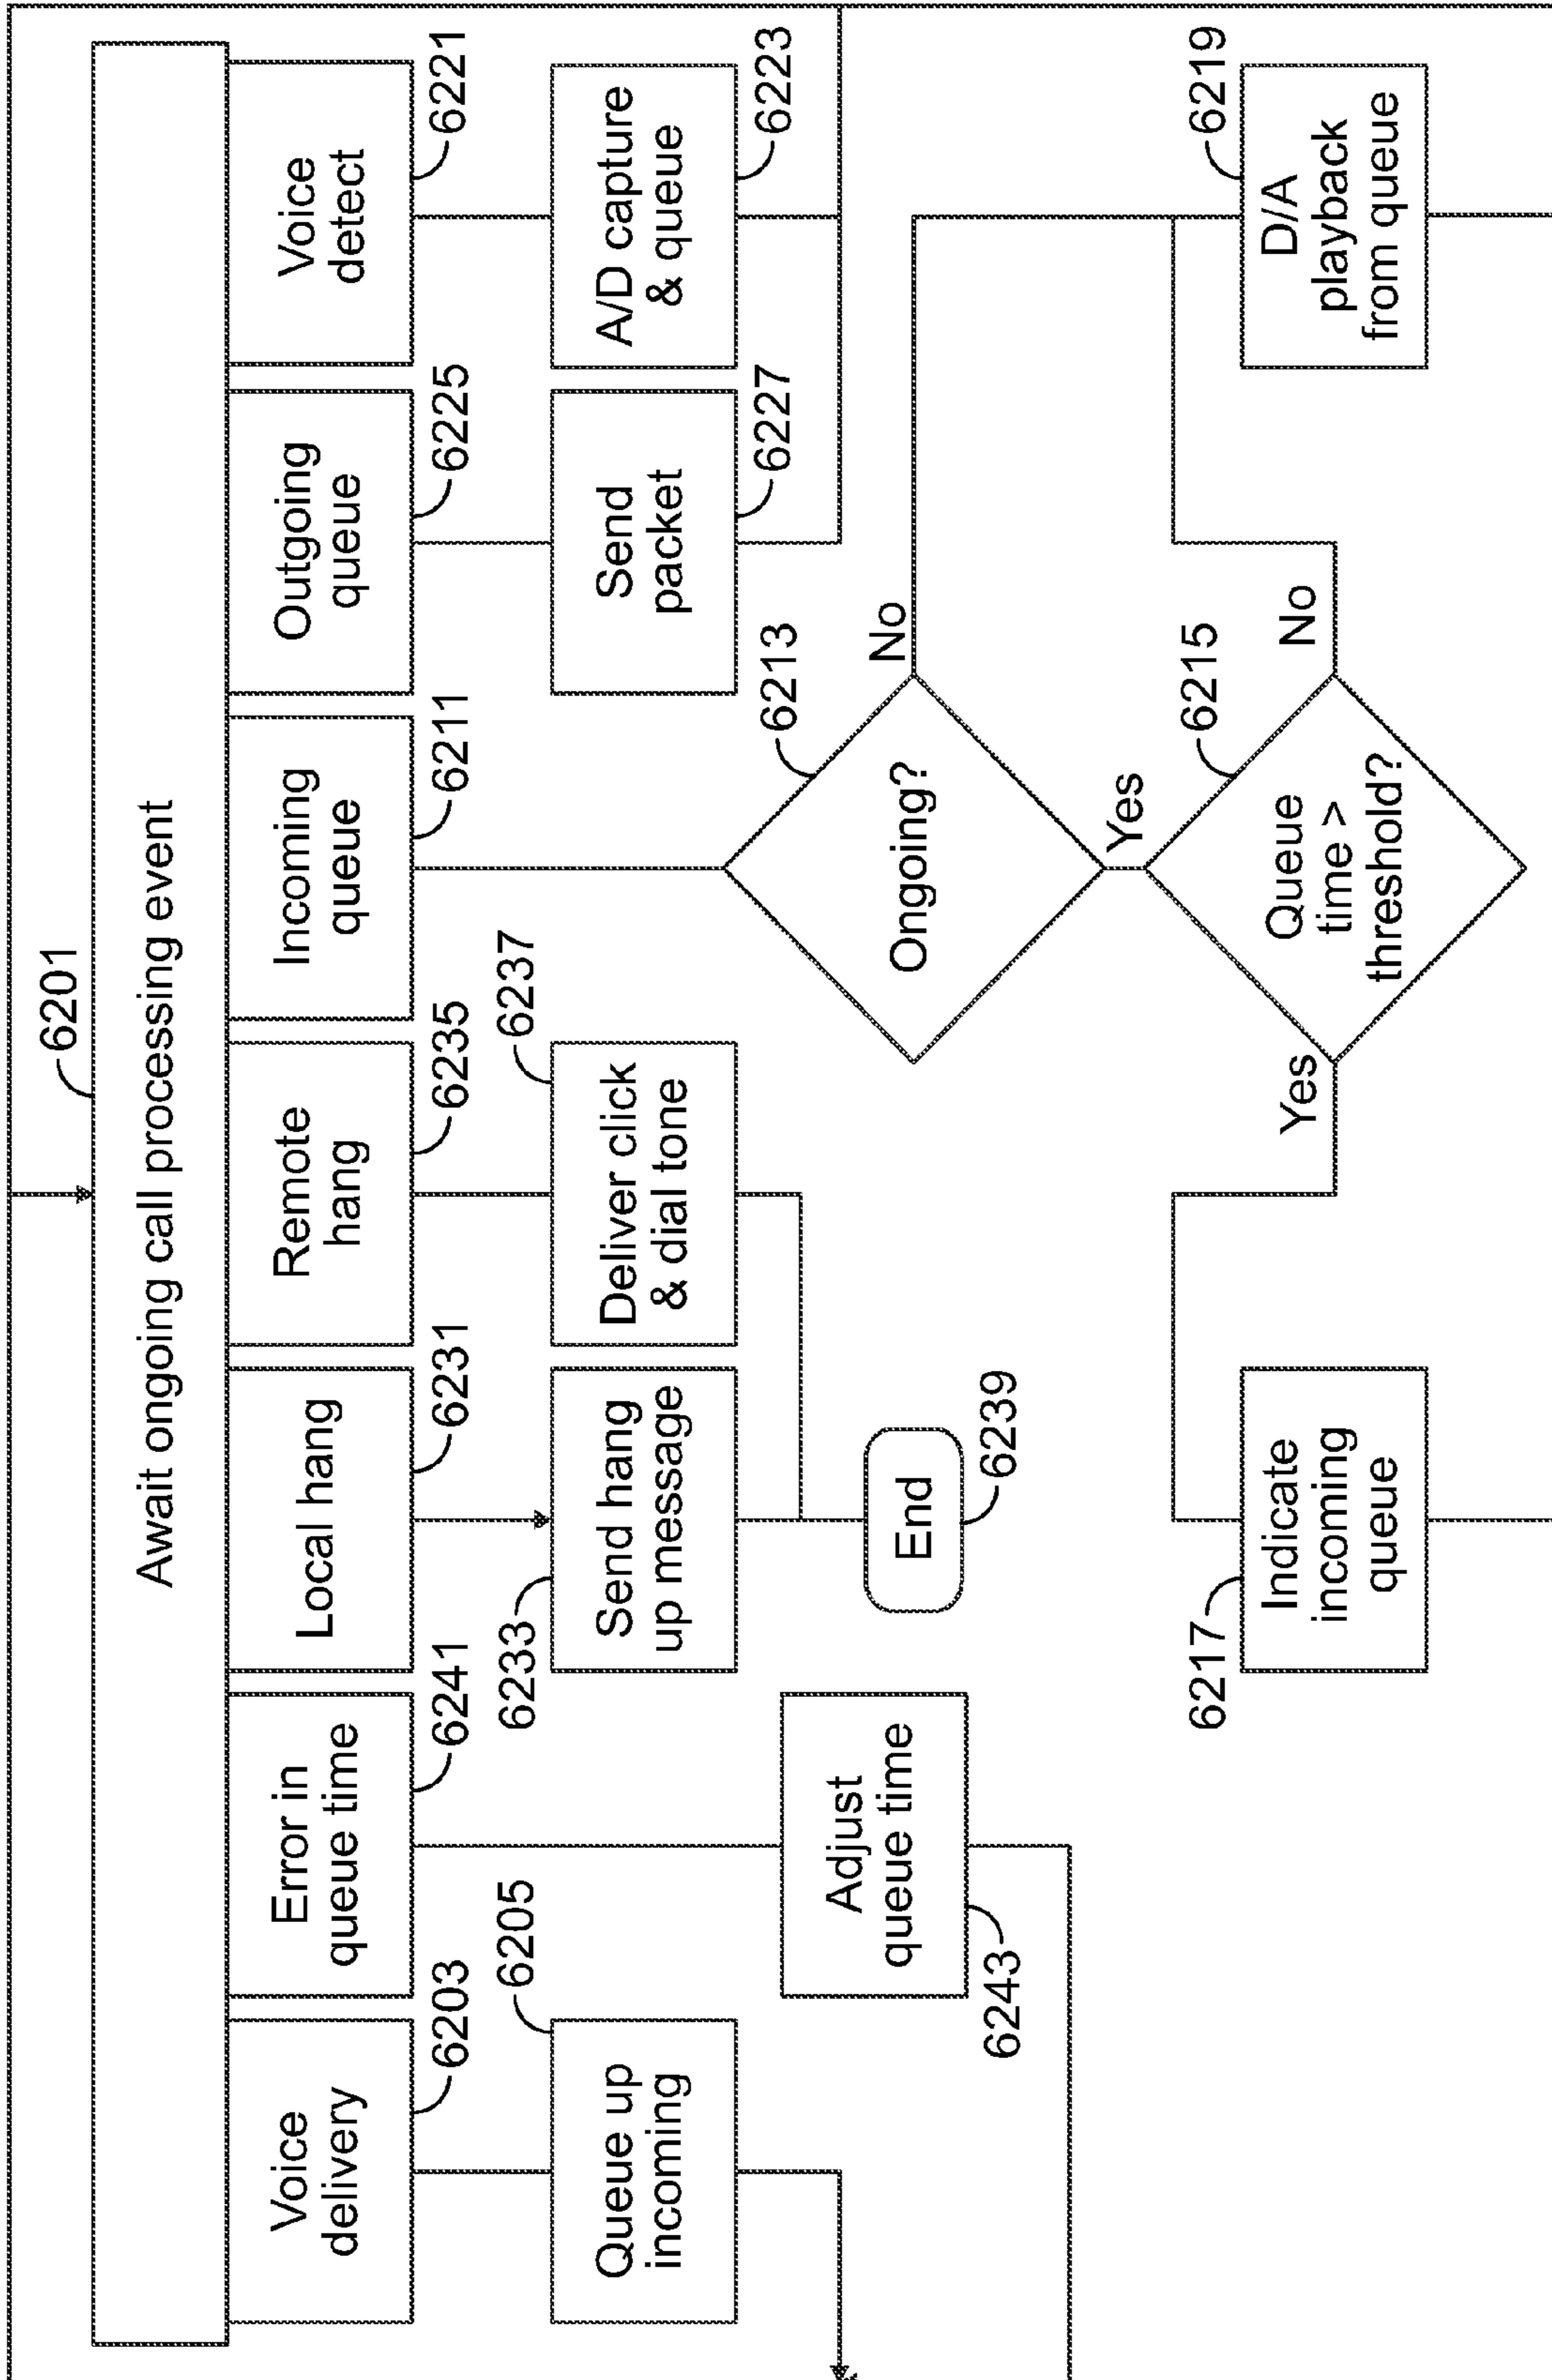 6201
Await ongoing call processing event
Voice
delivery
6203
Error in
queue time
6241
Local hang
6231
Remote
hang
6235
Incoming
queue
6211
Outgoing
queue
6225
Voice
detect
6221
Queue up
incoming
6205
Send hang
up message
6233
Deliver click
& dial tone
6237
Send
packet
6227
A/D capture
& queue
6223
Adjust
queue time
6243
End
6239
Ongoing?
6213
No
Yes
Queue
time >
threshold?
6215
Yes
No
Indicate
incoming
queue
6217
D/A
playback
from queue
6219